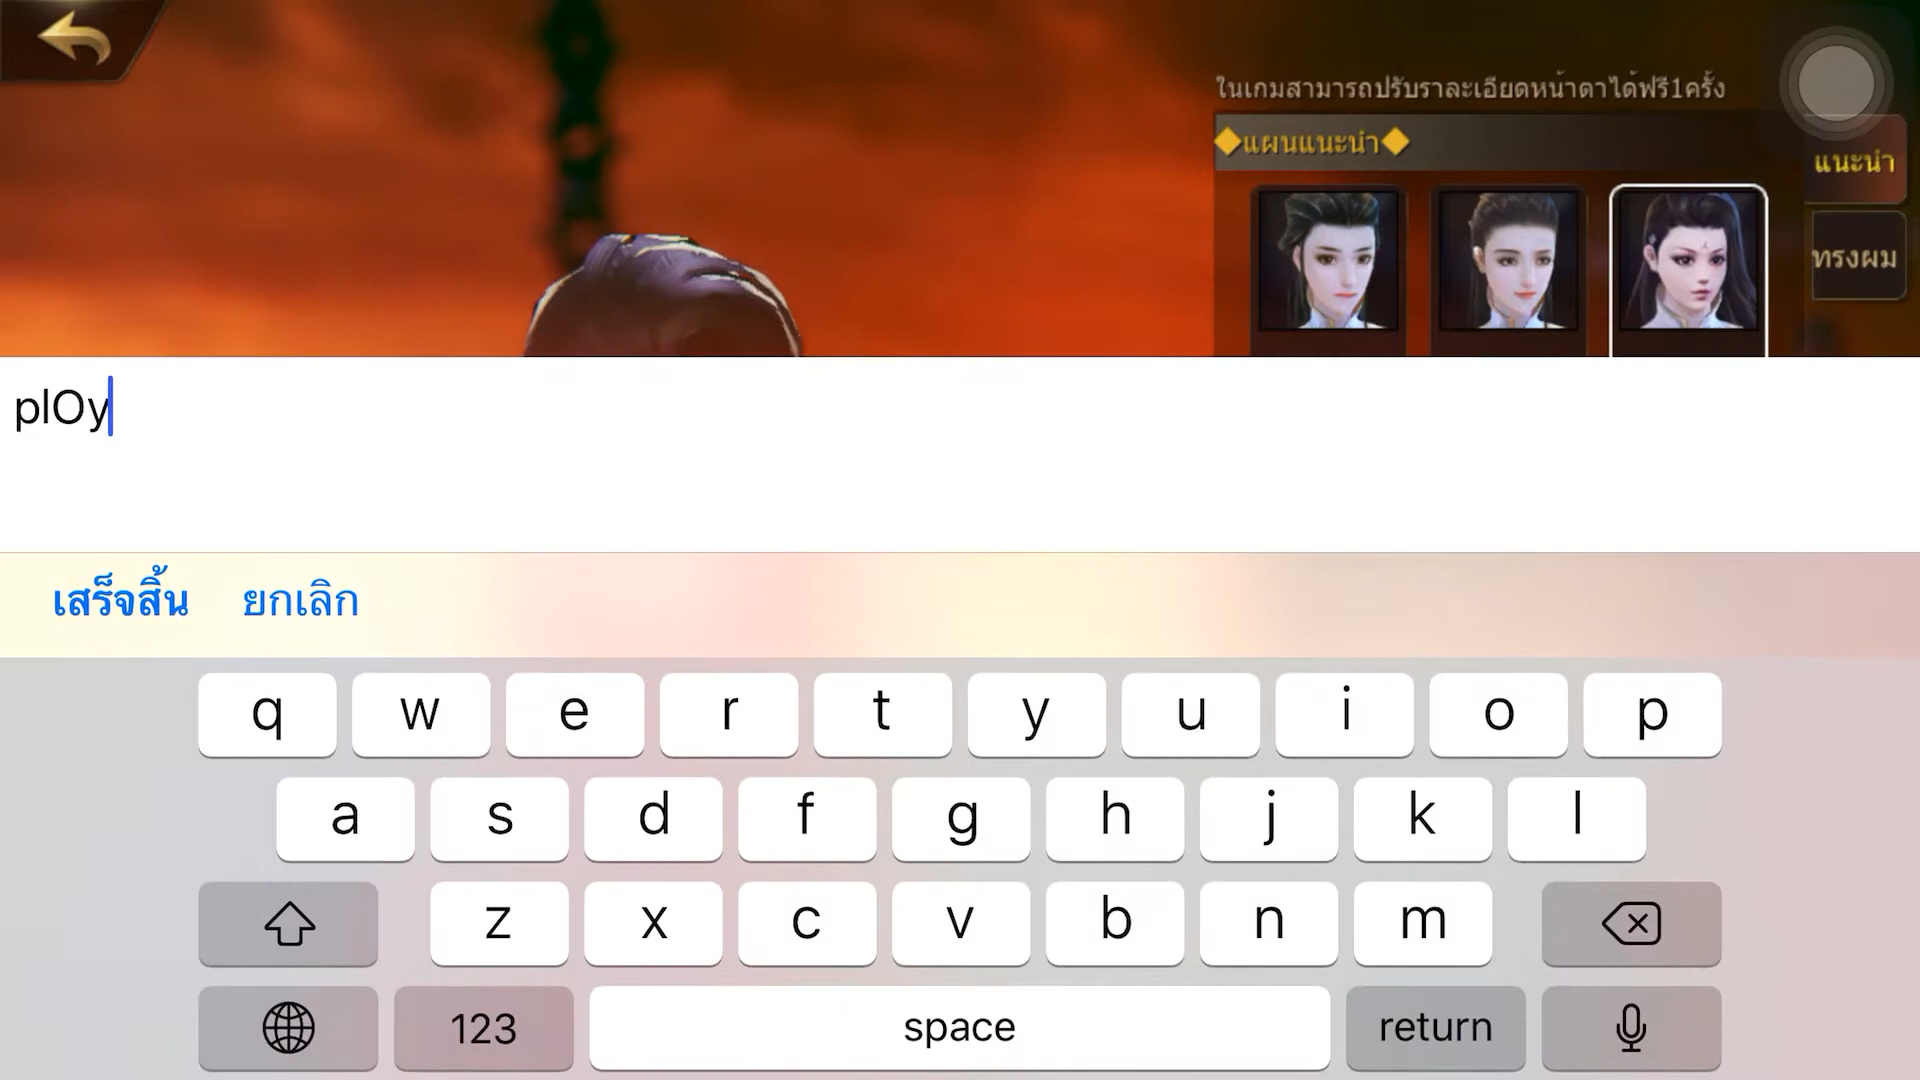 ในเกมสามารถปรับราละเอียดหน้าตาได้ฟรี1ครั้ง
◆แผนแนะนำ◆
แนะนำ
ทรงผม
plOy
เสร็จสิ้น ยกเลิก
q w e r t y u i o p
a s d f g h j k l
z x c v b n m
123 space return